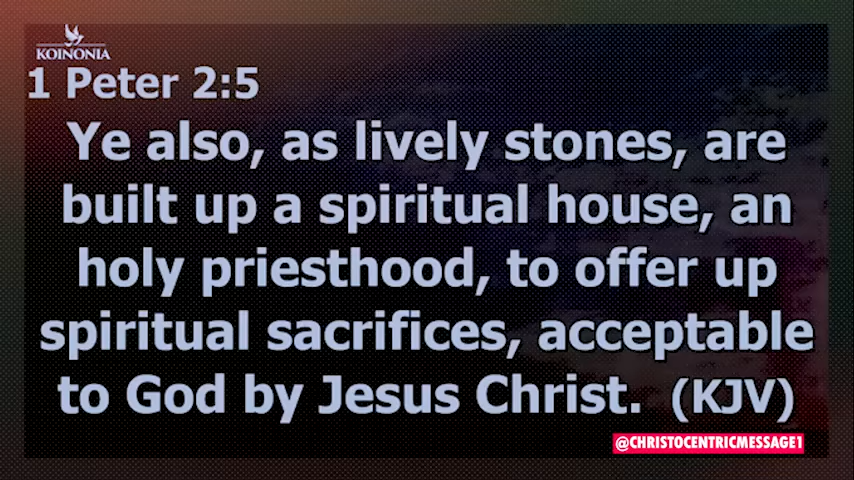 KOINONIA
1 Peter 2:5
Ye also, as lively stones, are
built up a spiritual house, an
holy priesthood, to offer up
spiritual sacrifices, acceptable
to God by Jesus Christ. (KJV)
@CHRISTOCENTRICMESSAGE1